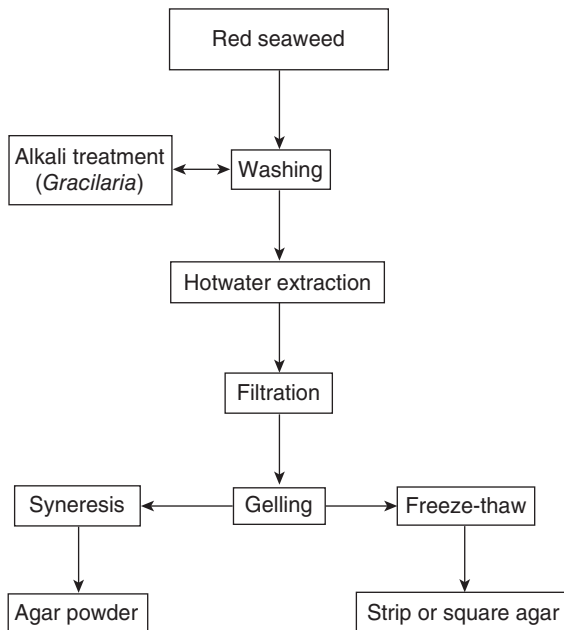 Red seaweed
Alkali treatment
(Gracilaria)
Washing
Hotwater extraction
Filtration
Syneresis
Gelling
Freeze-thaw
Agar powder
Strip or square agar